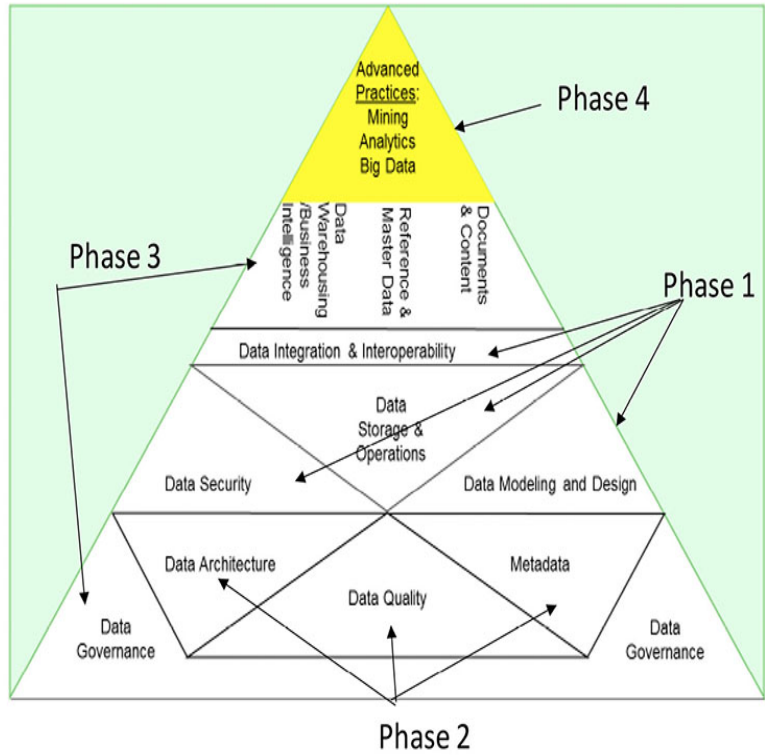 Advanced
Practices:
Mining
Analytics
Big Data
Phase 4
Data
Warehousing
/Business
Intelligence
Reference &
Master Data
Documents
& Content
Phase 3
Phase 1
Data Integration & Interoperability
Data
Storage &
Operations
Data Security
Data Modeling and Design
Data Architecture
Data Quality
Metadata
Data
Governance
Data
Governance
Phase 2